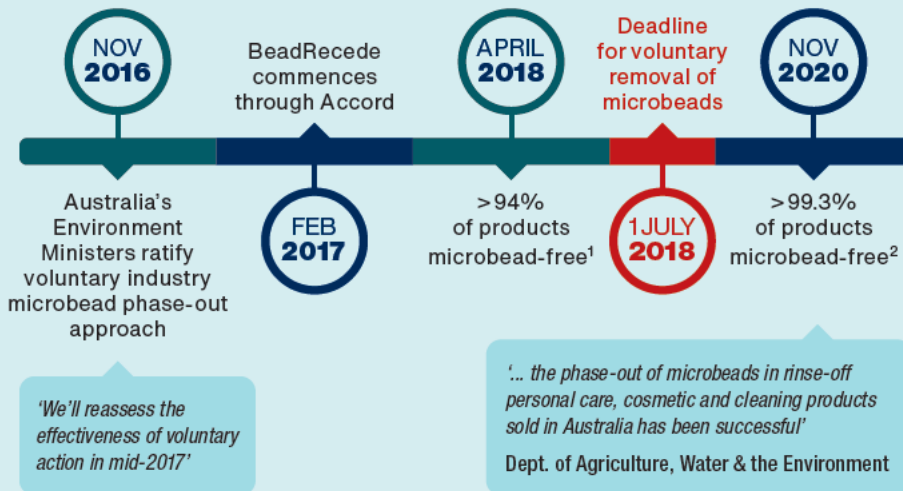 NOV
2016
Australia’s
Environment
Ministers ratify
voluntary industry
microbead phase-out
approach
‘We’ll reassess the
effectiveness of voluntary
action in mid-2017’
BeadRecede
commences
through Accord
FEB
2017
APRIL
2018
>94%
of products
microbead-free¹
Deadline
for voluntary
removal of
microbeads
1JULY
2018
NOV
2020
>99.3%
of products
microbead-free²
‘... the phase-out of microbeads in rinse-off
personal care, cosmetic and cleaning products
sold in Australia has been successful’
Dept. of Agriculture, Water & the Environment